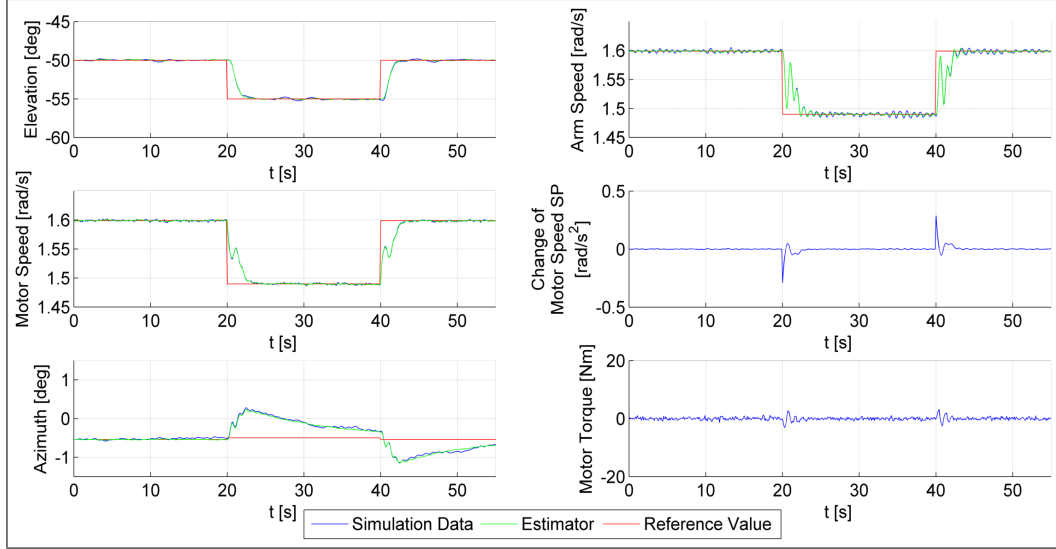 -45
-50
-55
-60
Elevation [deg]
0 10 20 30 40 50
t [s]
1.6
1.55
1.5
1.45
Arm Speed [rad/s]
0 10 20 30 40 50
t [s]
1.6
1.55
1.5
1.45
Motor Speed [rad/s]
0 10 20 30 40 50
t [s]
0.5
0
-0.5
Change of
Motor Speed SP
[rad/s²]
0 10 20 30 40 50
t [s]
1
0
-1
Azimuth [deg]
0 10 20 30 40 50
t [s]
20
0
-20
Motor Torque [Nm]
0 10 20 30 40 50
t [s]
Simulation Data Estimator Reference Value